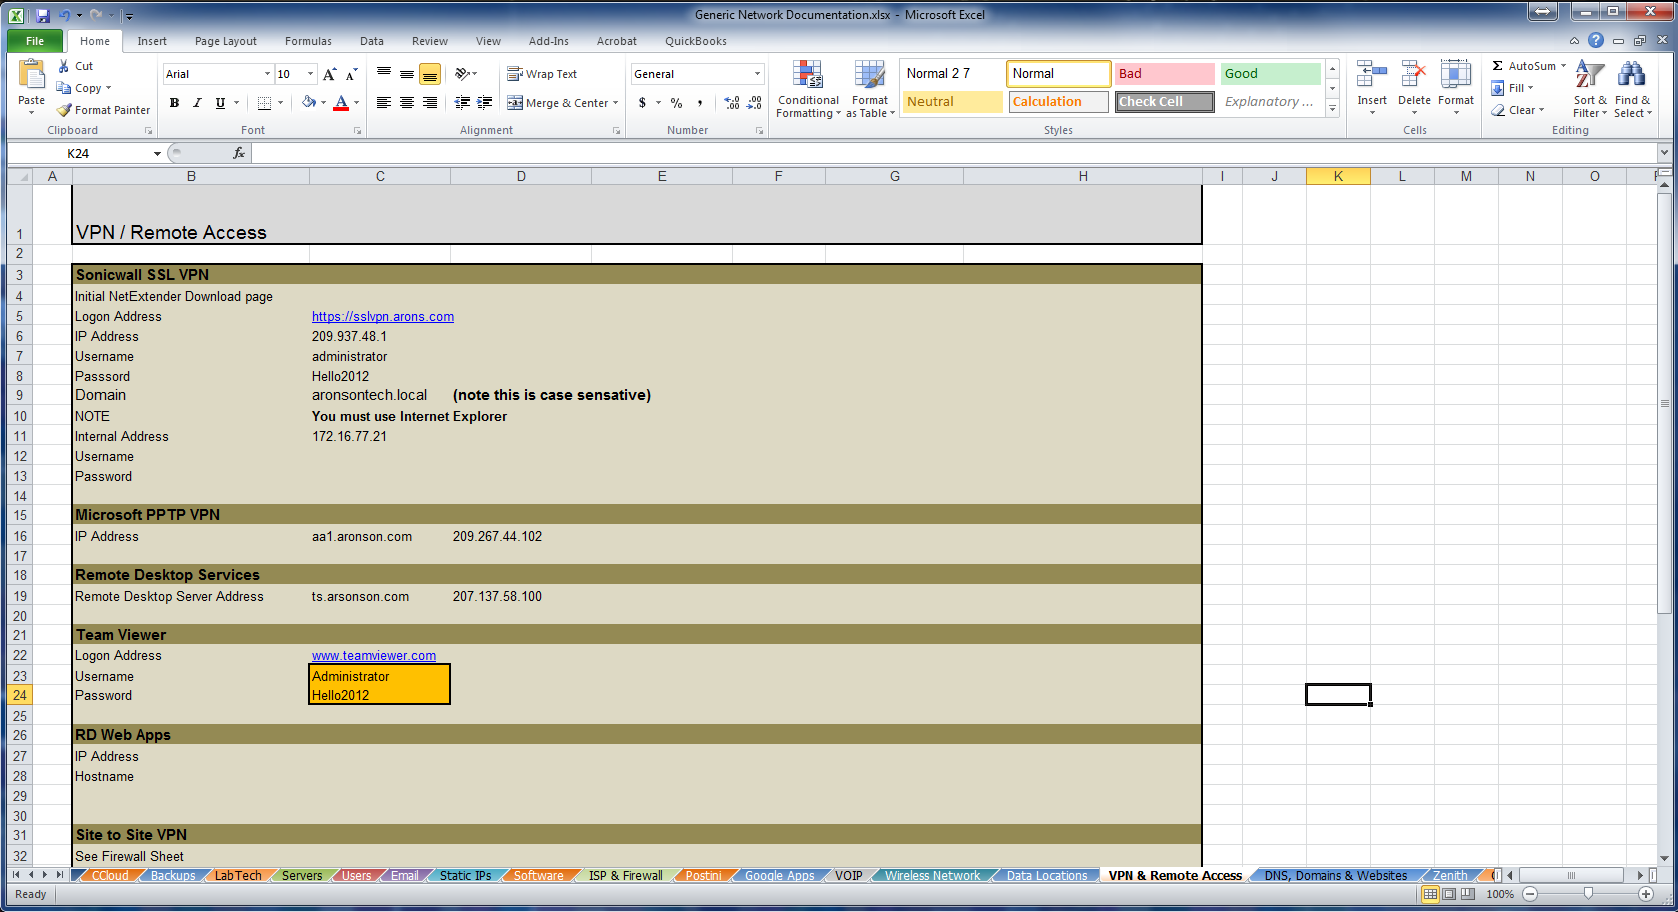 Generic Network Documentation.xlsx - Microsoft Excel
File Home Insert Page Layout Formulas Data Review View Add-Ins Acrobat QuickBooks
Paste Cut Copy Format Painter Clipboard
Arial 10 A A B I U A Font
Wrap Text Merge & Center Alignment
General $ % , .00 .0 Number
Conditional Formatting Format as Table
Normal 2 7 Normal Bad Good
Neutral Calculation Check Cell Explanatory ...
Styles
Insert Delete Format Cells
Σ AutoSum Fill Clear Sort & Filter Find & Select Editing
K24 fx
A B C D E F G H I J K L M N O
1 VPN / Remote Access
2
3 Sonicwall SSL VPN
4 Initial NetExtender Download page
5 Logon Address https://sslvpn.arons.com
6 IP Address 209.937.48.1
7 Username administrator
8 Passsord Hello2012
9 Domain aronsontech.local (note this is case sensative)
10 NOTE You must use Internet Explorer
11 Internal Address 172.16.77.21
12 Username
13 Password
14
15 Microsoft PPTP VPN
16 IP Address aa1.aronson.com 209.267.44.102
17
18 Remote Desktop Services
19 Remote Desktop Server Address ts.arsonson.com 207.137.58.100
20
21 Team Viewer
22 Logon Address www.teamviewer.com
23 Username Administrator
24 Password Hello2012
25
26 RD Web Apps
27 IP Address
28 Hostname
29
30
31 Site to Site VPN
32 See Firewall Sheet
CCloud Backups LabTech Servers Users Email Static IPs Software ISP & Firewall Postini Google Apps VOIP Wireless Network Data Locations VPN & Remote Access DNS, Domains & Websites Zenith
Ready 100%